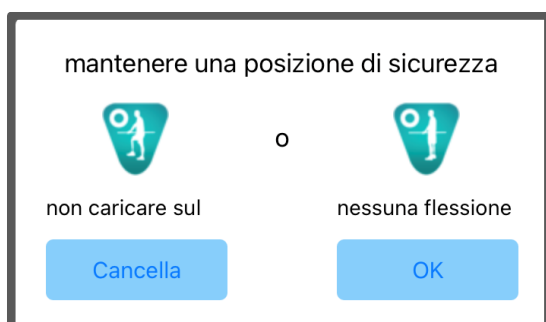 mantenere una posizione di sicurezza
o
non caricare sul
nessuna flessione
Cancella
OK